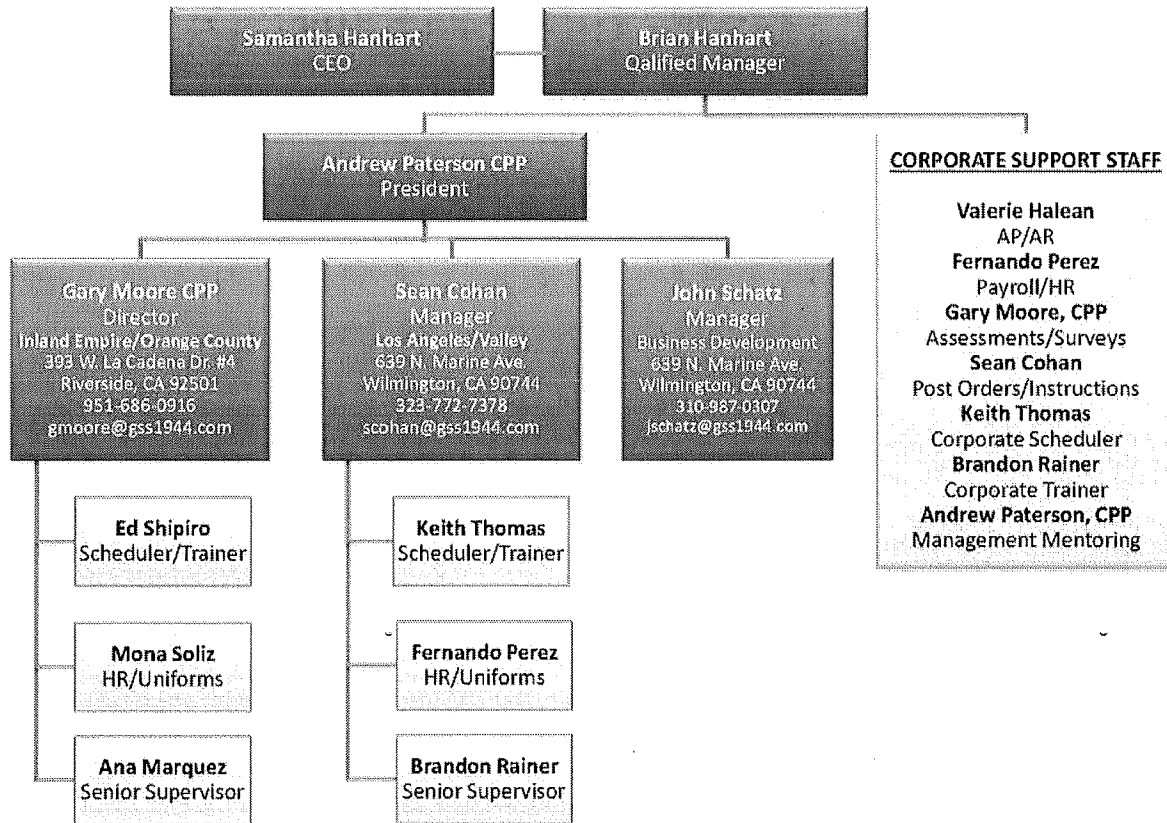 Samantha Hanhart
CEO
Brian Hanhart
Qalified Manager
Andrew Paterson CPP
President
CORPORATE SUPPORT STAFF
Valerie Halean
AP/AR
Fernando Perez
Payroll/HR
Gary Moore, CPP
Assessments/Surveys
Sean Cohan
Post Orders/Instructions
Keith Thomas
Corporate Scheduler
Brandon Rainer
Corporate Trainer
Andrew Paterson, CPP
Management Mentoring
Gary Moore CPP
Director
Inland Empire/Orange County
393 W. La Cadena Dr. #4
Riverside, CA 92501
951-686-0916
gmoore@gss1944.com
Sean Cohan
Manager
Los Angeles/Valley
639 N. Marine Ave.
Wilmington, CA 90744
323-772-7378
scohan@gss1944.com
John Schatz
Manager
Business Development
639 N. Marine Ave.
Wilmington, CA 90744
310-987-0307
jschatz@gss1944.com
Ed Shipiro
Scheduler/Trainer
Mona Soliz
HR/Uniforms
Ana Marquez
Senior Supervisor
Keith Thomas
Scheduler/Trainer
Fernando Perez
HR/Uniforms
Brandon Rainer
Senior Supervisor